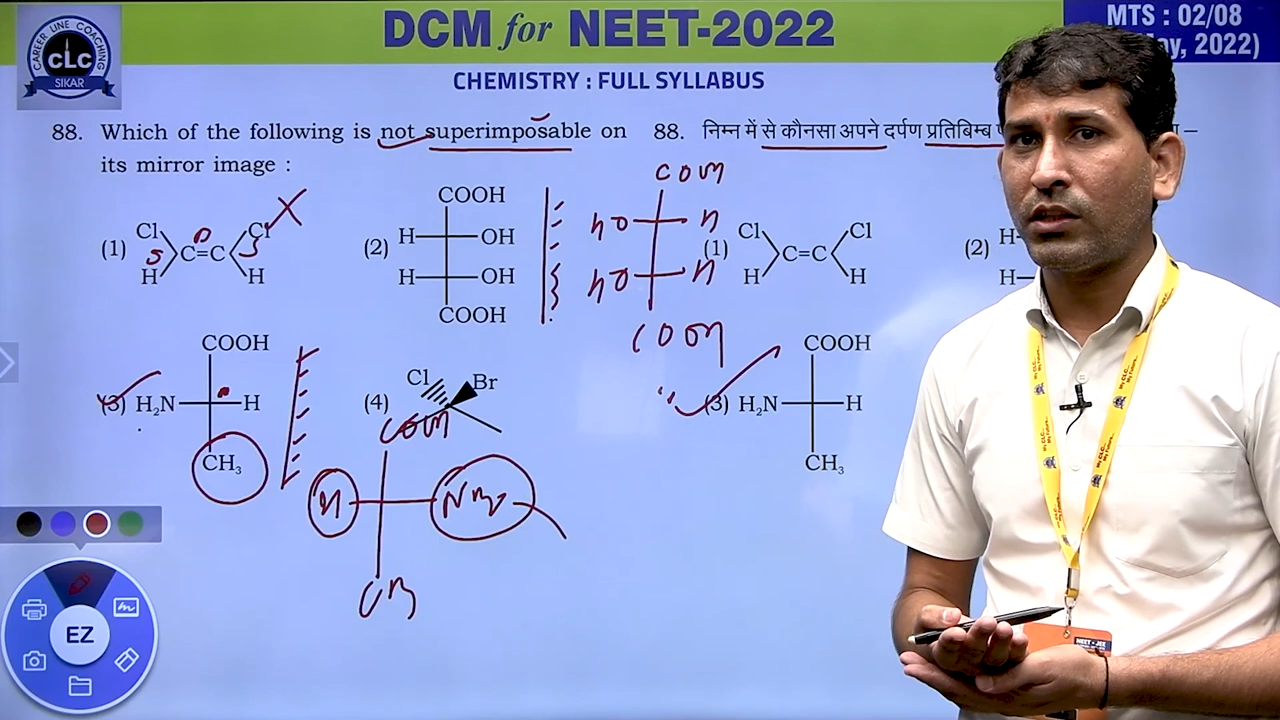 DCM for NEET-2022
MTS : 02/08
CAREER LINE COACHING
CLC
SIKAR
ay, 2022)
CHEMISTRY : FULL SYLLABUS
88. Which of the following is not superimposable on
its mirror image :
(1)
Cl
Cl
C=C
H
H
(2)
COOH
H
OH
H
OH
COOH
(3)
COOH
H₂N
H
CH₃
(4)
Cl
Br
COOH
HO
H
HO
H
COOH
COOH
H
NH₂
CH₃
88. निम्न में से कौनसा अपने दर्पण प्रतिबिम्ब
(1)
Cl
Cl
C=C
H
H
(2)
H
H
(3)
COOH
H₂N
H
CH₃
EZ
NEET - JEE